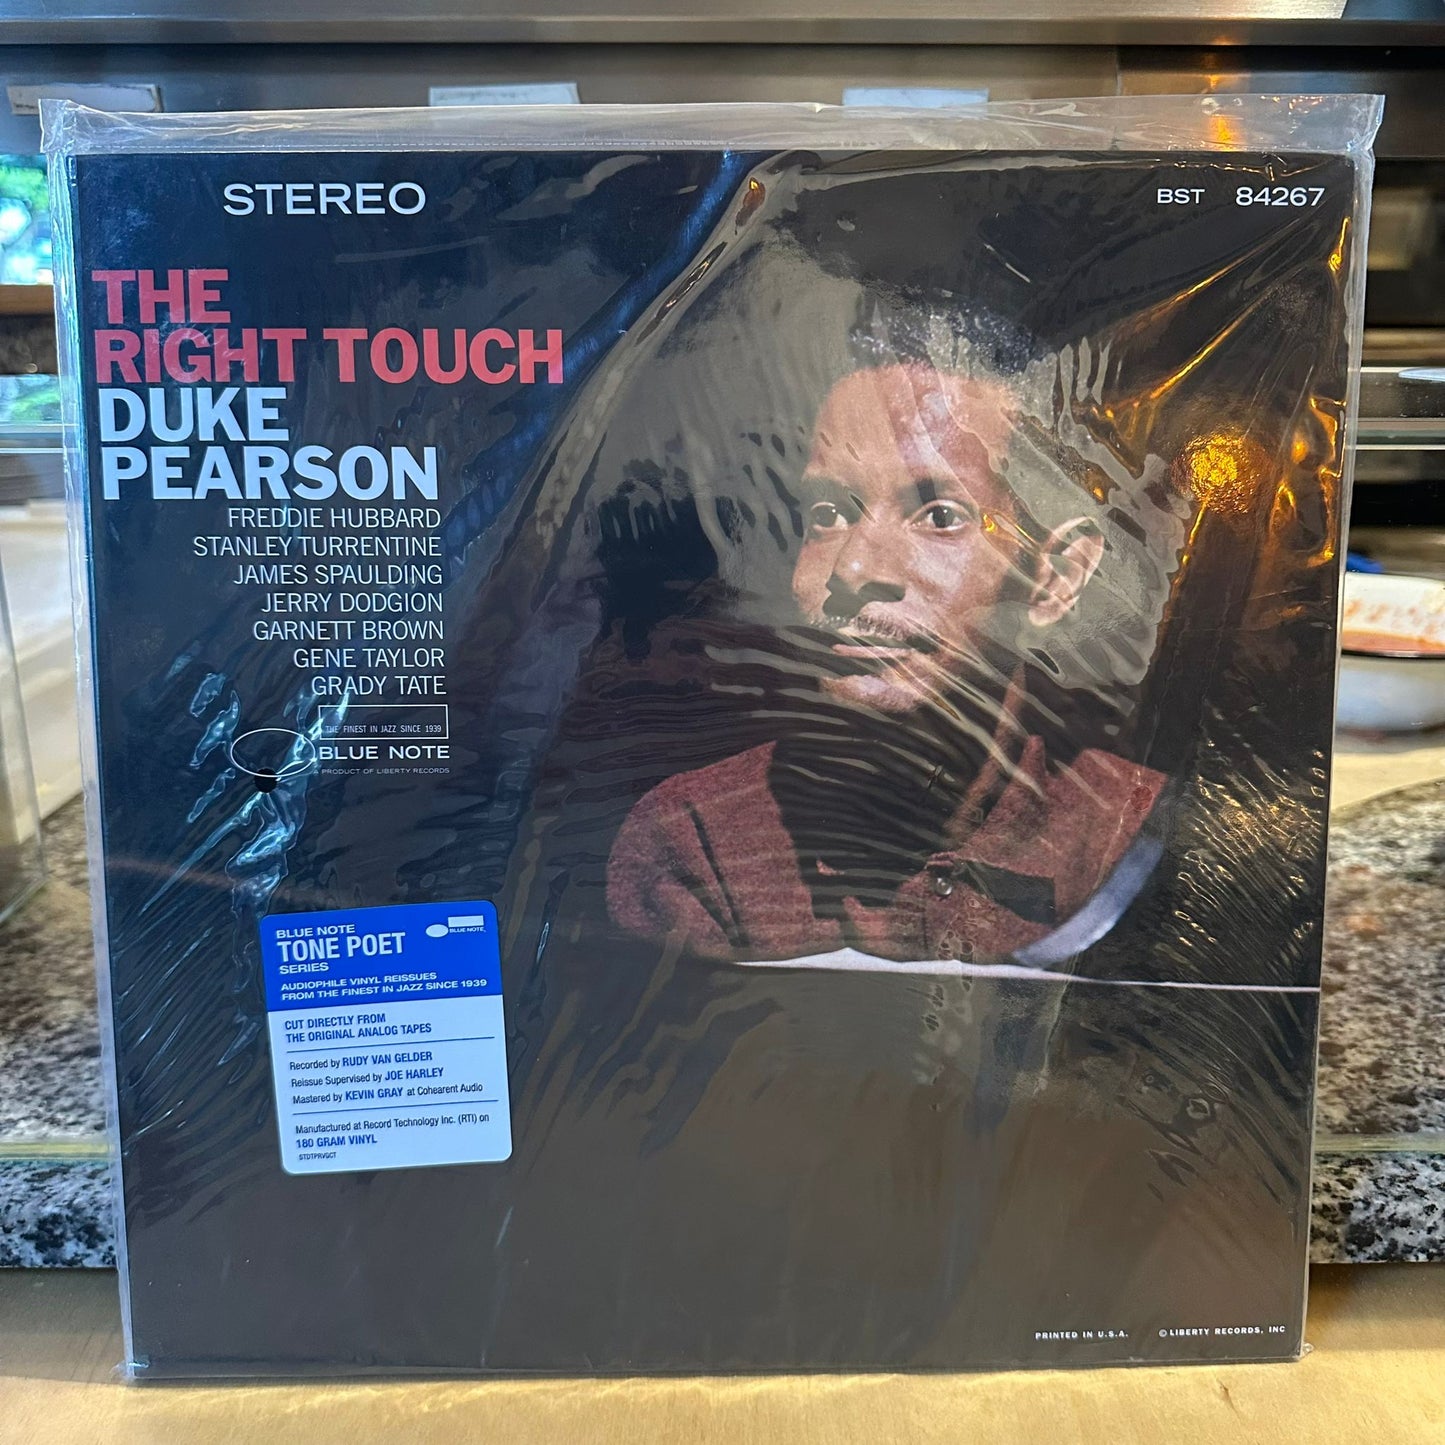 STEREO
BST 84267
THE
RIGHT TOUCH
DUKE
PEARSON
FREDDIE HUBBARD
STANLEY TURRENTINE
JAMES SPAULDING
JERRY DODGION
GARNETT BROWN
GENE TAYLOR
GRADY TATE
THE FINEST IN JAZZ SINCE 1939
BLUE NOTE
A PRODUCT OF LIBERTY RECORDS
BLUE NOTE
TONE POET
SERIES
BLUE NOTE
AUDIOPHILE VINYL REISSUES
FROM THE FINEST IN JAZZ SINCE 1939
CUT DIRECTLY FROM
THE ORIGINAL ANALOG TAPES
Recorded by RUDY VAN GELDER
Reissue Supervised by JOE HARLEY
Mastered by KEVIN GRAY at Cohearent Audio
Manufactured at Record Technology Inc. (RTI) on
180 GRAM VINYL
STDTPRVGCT
PRINTED IN U.S.A.
© LIBERTY RECORDS, INC